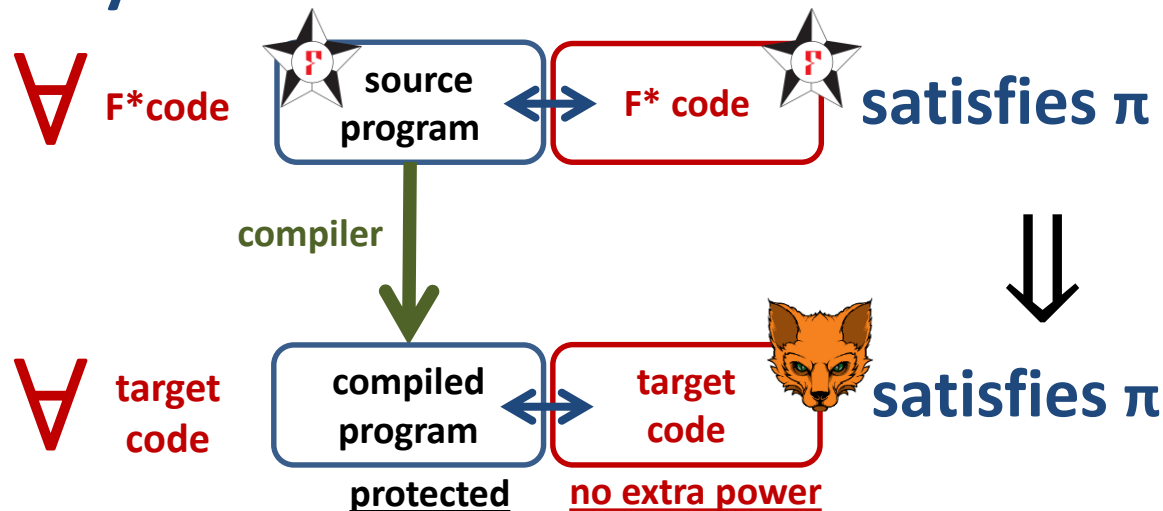 ∀ F*code
source
program
F* code
satisfies π
compiler
⇓
∀ target
code
compiled
program
target
code
satisfies π
protected
no extra power